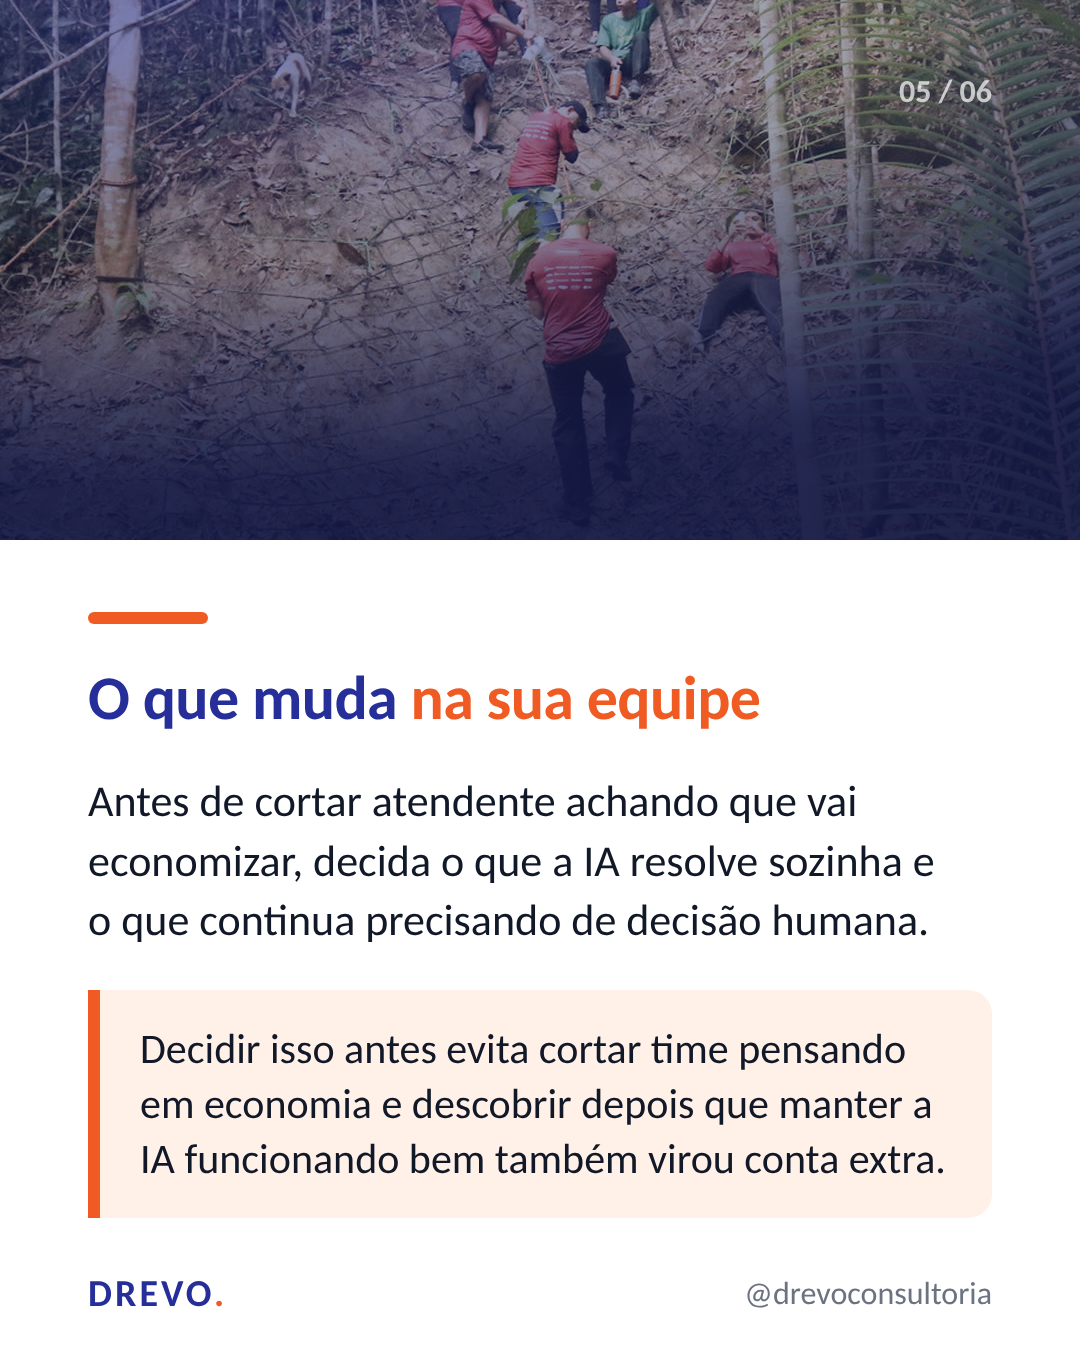 05 / 06
O que muda na sua equipe
Antes de cortar atendente achando que vai
economizar, decida o que a IA resolve sozinha e
o que continua precisando de decisão humana.
Decidir isso antes evita cortar time pensando
em economia e descobrir depois que manter a
IA funcionando bem também virou conta extra.
DREVO.
@drevoconsultoria